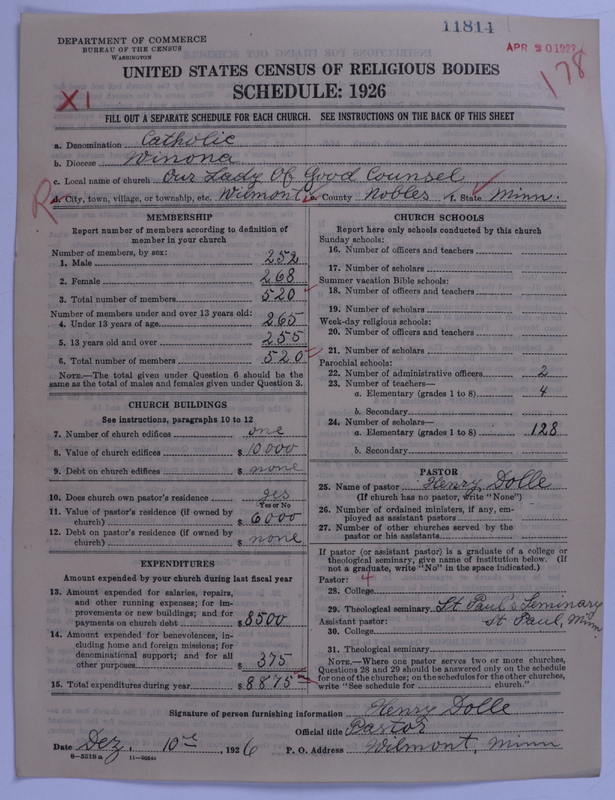 11814
DEPARTMENT OF COMMERCE
BUREAU OF THE CENSUS
WASHINGTON
APR 20 1927
178
UNITED STATES CENSUS OF RELIGIOUS BODIES
XI
SCHEDULE: 1926
FILL OUT A SEPARATE SCHEDULE FOR EACH CHURCH. SEE INSTRUCTIONS ON THE BACK OF THIS SHEET
a. Denomination Catholic
b. Diocese Winona
c. Local name of church Our Lady Of Good Counsel
R d. City, town, village, or township, etc. Wilmont e. County Nobles f. State Minn.
MEMBERSHIP
Report number of members according to definition of
member in your church
Number of members, by sex:
1. Male 252
2. Female 268
3. Total number of members 520
Number of members under and over 13 years old:
4. Under 13 years of age 265
5. 13 years old and over 255
6. Total number of members 520
NOTE.—The total given under Question 6 should be the
same as the total of males and females given under Question 3.
CHURCH BUILDINGS
See instructions, paragraphs 10 to 12
7. Number of church edifices one
8. Value of church edifices $ 10000
9. Debt on church edifices $ none
10. Does church own pastor's residence yes
Yes or No
11. Value of pastor's residence (if owned by
church) $ 6000
12. Debt on pastor's residence (if owned by
church) $ none
EXPENDITURES
Amount expended by your church during last fiscal year
13. Amount expended for salaries, repairs,
and other running expenses; for im-
provements or new buildings; and for
payments on church debt $ 8500
14. Amount expended for benevolences, in-
cluding home and foreign missions; for
denominational support; and for all
other purposes $ 375
15. Total expenditures during year $ 8875
CHURCH SCHOOLS
Report here only schools conducted by this church
Sunday schools:
16. Number of officers and teachers
17. Number of scholars
Summer vacation Bible schools:
18. Number of officers and teachers
19. Number of scholars
Week-day religious schools:
20. Number of officers and teachers
21. Number of scholars
Parochial schools:
22. Number of administrative officers 2
23. Number of teachers—
a. Elementary (grades 1 to 8) 4
b. Secondary
24. Number of scholars—
a. Elementary (grades 1 to 8) 128
b. Secondary
PASTOR
25. Name of pastor Henry Dolle
(If church has no pastor, write "None")
26. Number of ordained ministers, if any, em-
ployed as assistant pastors
27. Number of other churches served by the
pastor or his assistants
If pastor (or assistant pastor) is a graduate of a college or
theological seminary, give name of institution below. (If
not a graduate, write "No" in the space indicated.)
Pastor: 4
28. College
29. Theological seminary St Paul's Seminary
Assistant pastor: St Paul, Minn
30. College
31. Theological seminary
NOTE.—Where one pastor serves two or more churches,
Questions 28 and 29 should be answered only on the schedule
for one of the churches; on the schedules for the other churches,
write "See schedule for church."
Signature of person furnishing information Henry Dolle
Official title Pastor
Date Dez. 10, 1926 P. O. Address Wilmont, Minn
8—5518 a